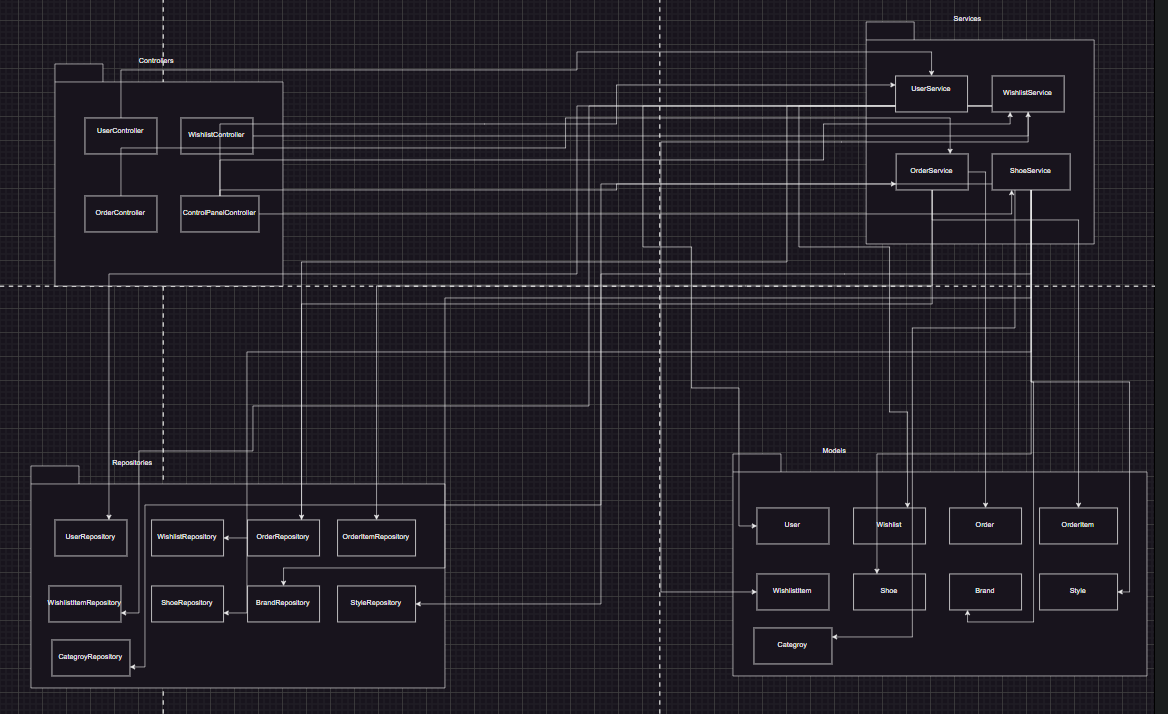 Services
Controllers
UserService
WishlistService
UserController
WishlistController
OrderService
ShoeService
OrderController
ControlPanelController
Repositories
UserRepository
WishlistRepository
OrderRepository
OrderItemRepository
WishlistItemRepository
ShoeRepository
BrandRepository
StyleRepository
CategroyRepository
Models
User
Wishlist
Order
OrderItem
WishlistItem
Shoe
Brand
Style
Categroy